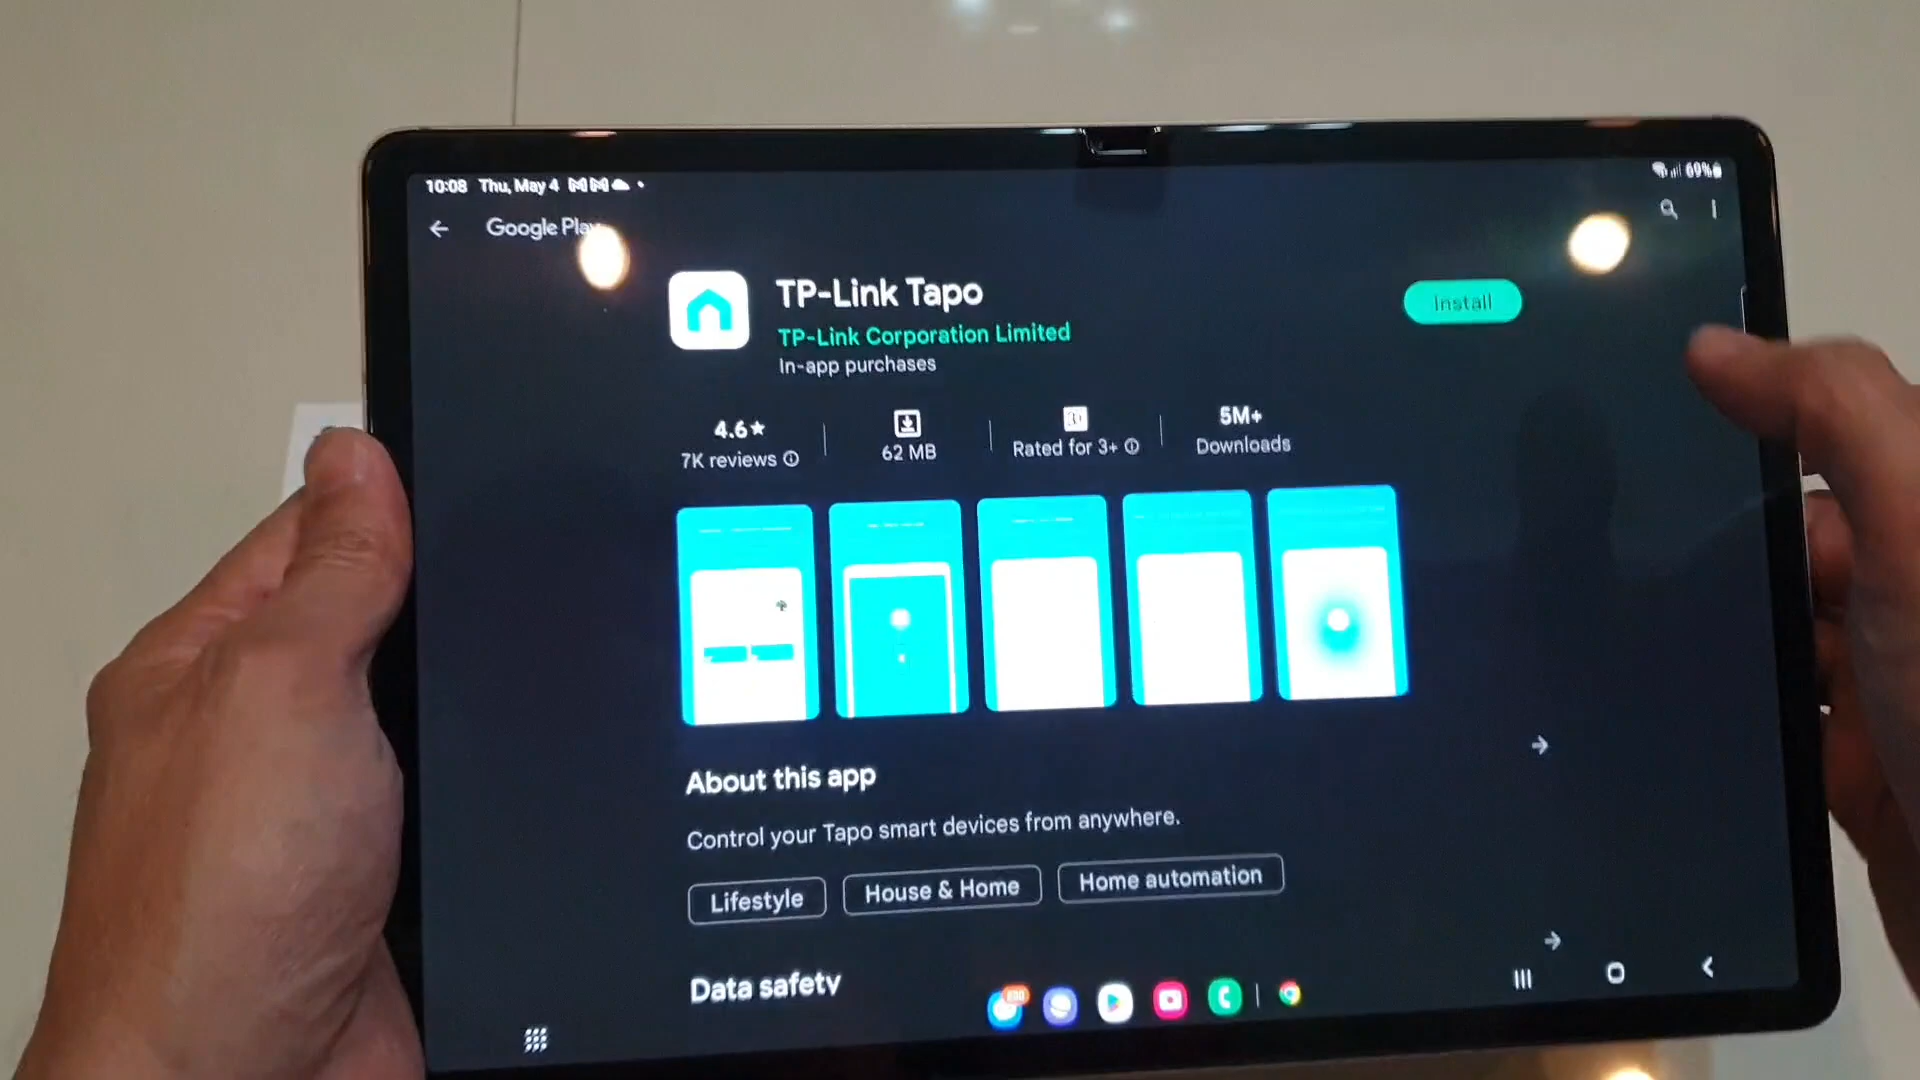 10:08 Thu, May 4
69%
Google Play
TP-Link Tapo
Install
TP-Link Corporation Limited
In-app purchases
4.6★
7K reviews
62 MB
3+
Rated for 3+
5M+
Downloads
About this app
Control your Tapo smart devices from anywhere.
Lifestyle
House & Home
Home automation
Data safety